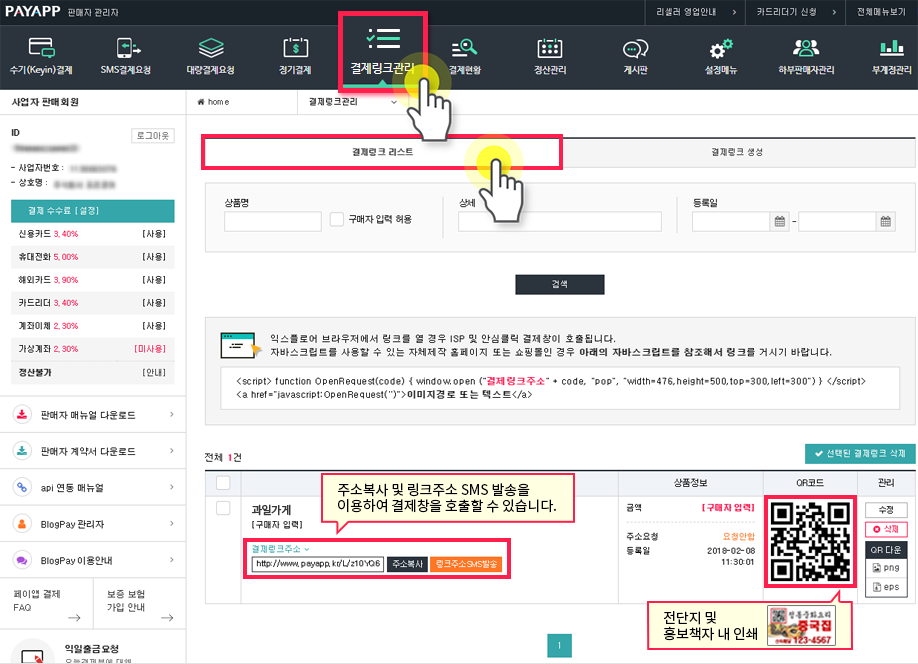 PAYAPP 판매자 관리자
리셀러 영업안내
카드리더기 신청
전체메뉴보기
수기(Keyin)결제
SMS결제요청
대량결제요청
정기결제
결제링크관리
결제현황
정산관리
게시판
설정메뉴
하부판매자관리
부계정관리
사업자 판매회원
home
결제링크관리
ID
로그아웃
- 사업자번호 :
- 상호명 :
결제 수수료 [설정]
신용카드 3.40% [사용]
휴대전화 5.00% [사용]
해외카드 3.90% [사용]
카드리더 3.40% [사용]
계좌이체 2.30% [사용]
가상계좌 2.30% [미사용]
정산불가 [안내]
판매자 매뉴얼 다운로드
판매자 계약서 다운로드
api 연동 매뉴얼
BlogPay 관리자
BlogPay 이용안내
페이앱 결제
FAQ
보증 보험
가입 안내
익일출금요청
결제링크 리스트
결제링크 생성
상품명
구매자 입력 허용
상세
등록일
-
검색
익스플로어 브라우저에서 링크를 열 경우 ISP 및 안심클릭 결제창이 호출됩니다.
자바스크립트를 사용할 수 있는 자체제작 홈페이지 또는 쇼핑몰인 경우 아래의 자바스크립트를 참조해서 링크를 거시기 바랍니다.
<script> function OpenRequest(code) { window.open ("결제링크주소" + code, "pop", "width=476,height=500,top=300,left=300") } </script>
<a href="javascript:OpenRequest('')">이미지경로 또는 텍스트</a>
전체 1건
선택된 결제링크 삭제
상품정보
QR코드
관리
주소복사 및 링크주소 SMS 발송을
이용하여 결제창을 호출할 수 있습니다.
과일가게
[구매자 입력]
결제링크주소
http://www.payapp.kr/L/z10YQ6
주소복사
링크주소SMS발송
금액 [구매자 입력]
주소요청 요청안함
등록일 2018-02-08
11:30:01
수정
삭제
QR 다운
png
eps
전단지 및
홍보책자 내 인쇄
중국집
123-4567
1